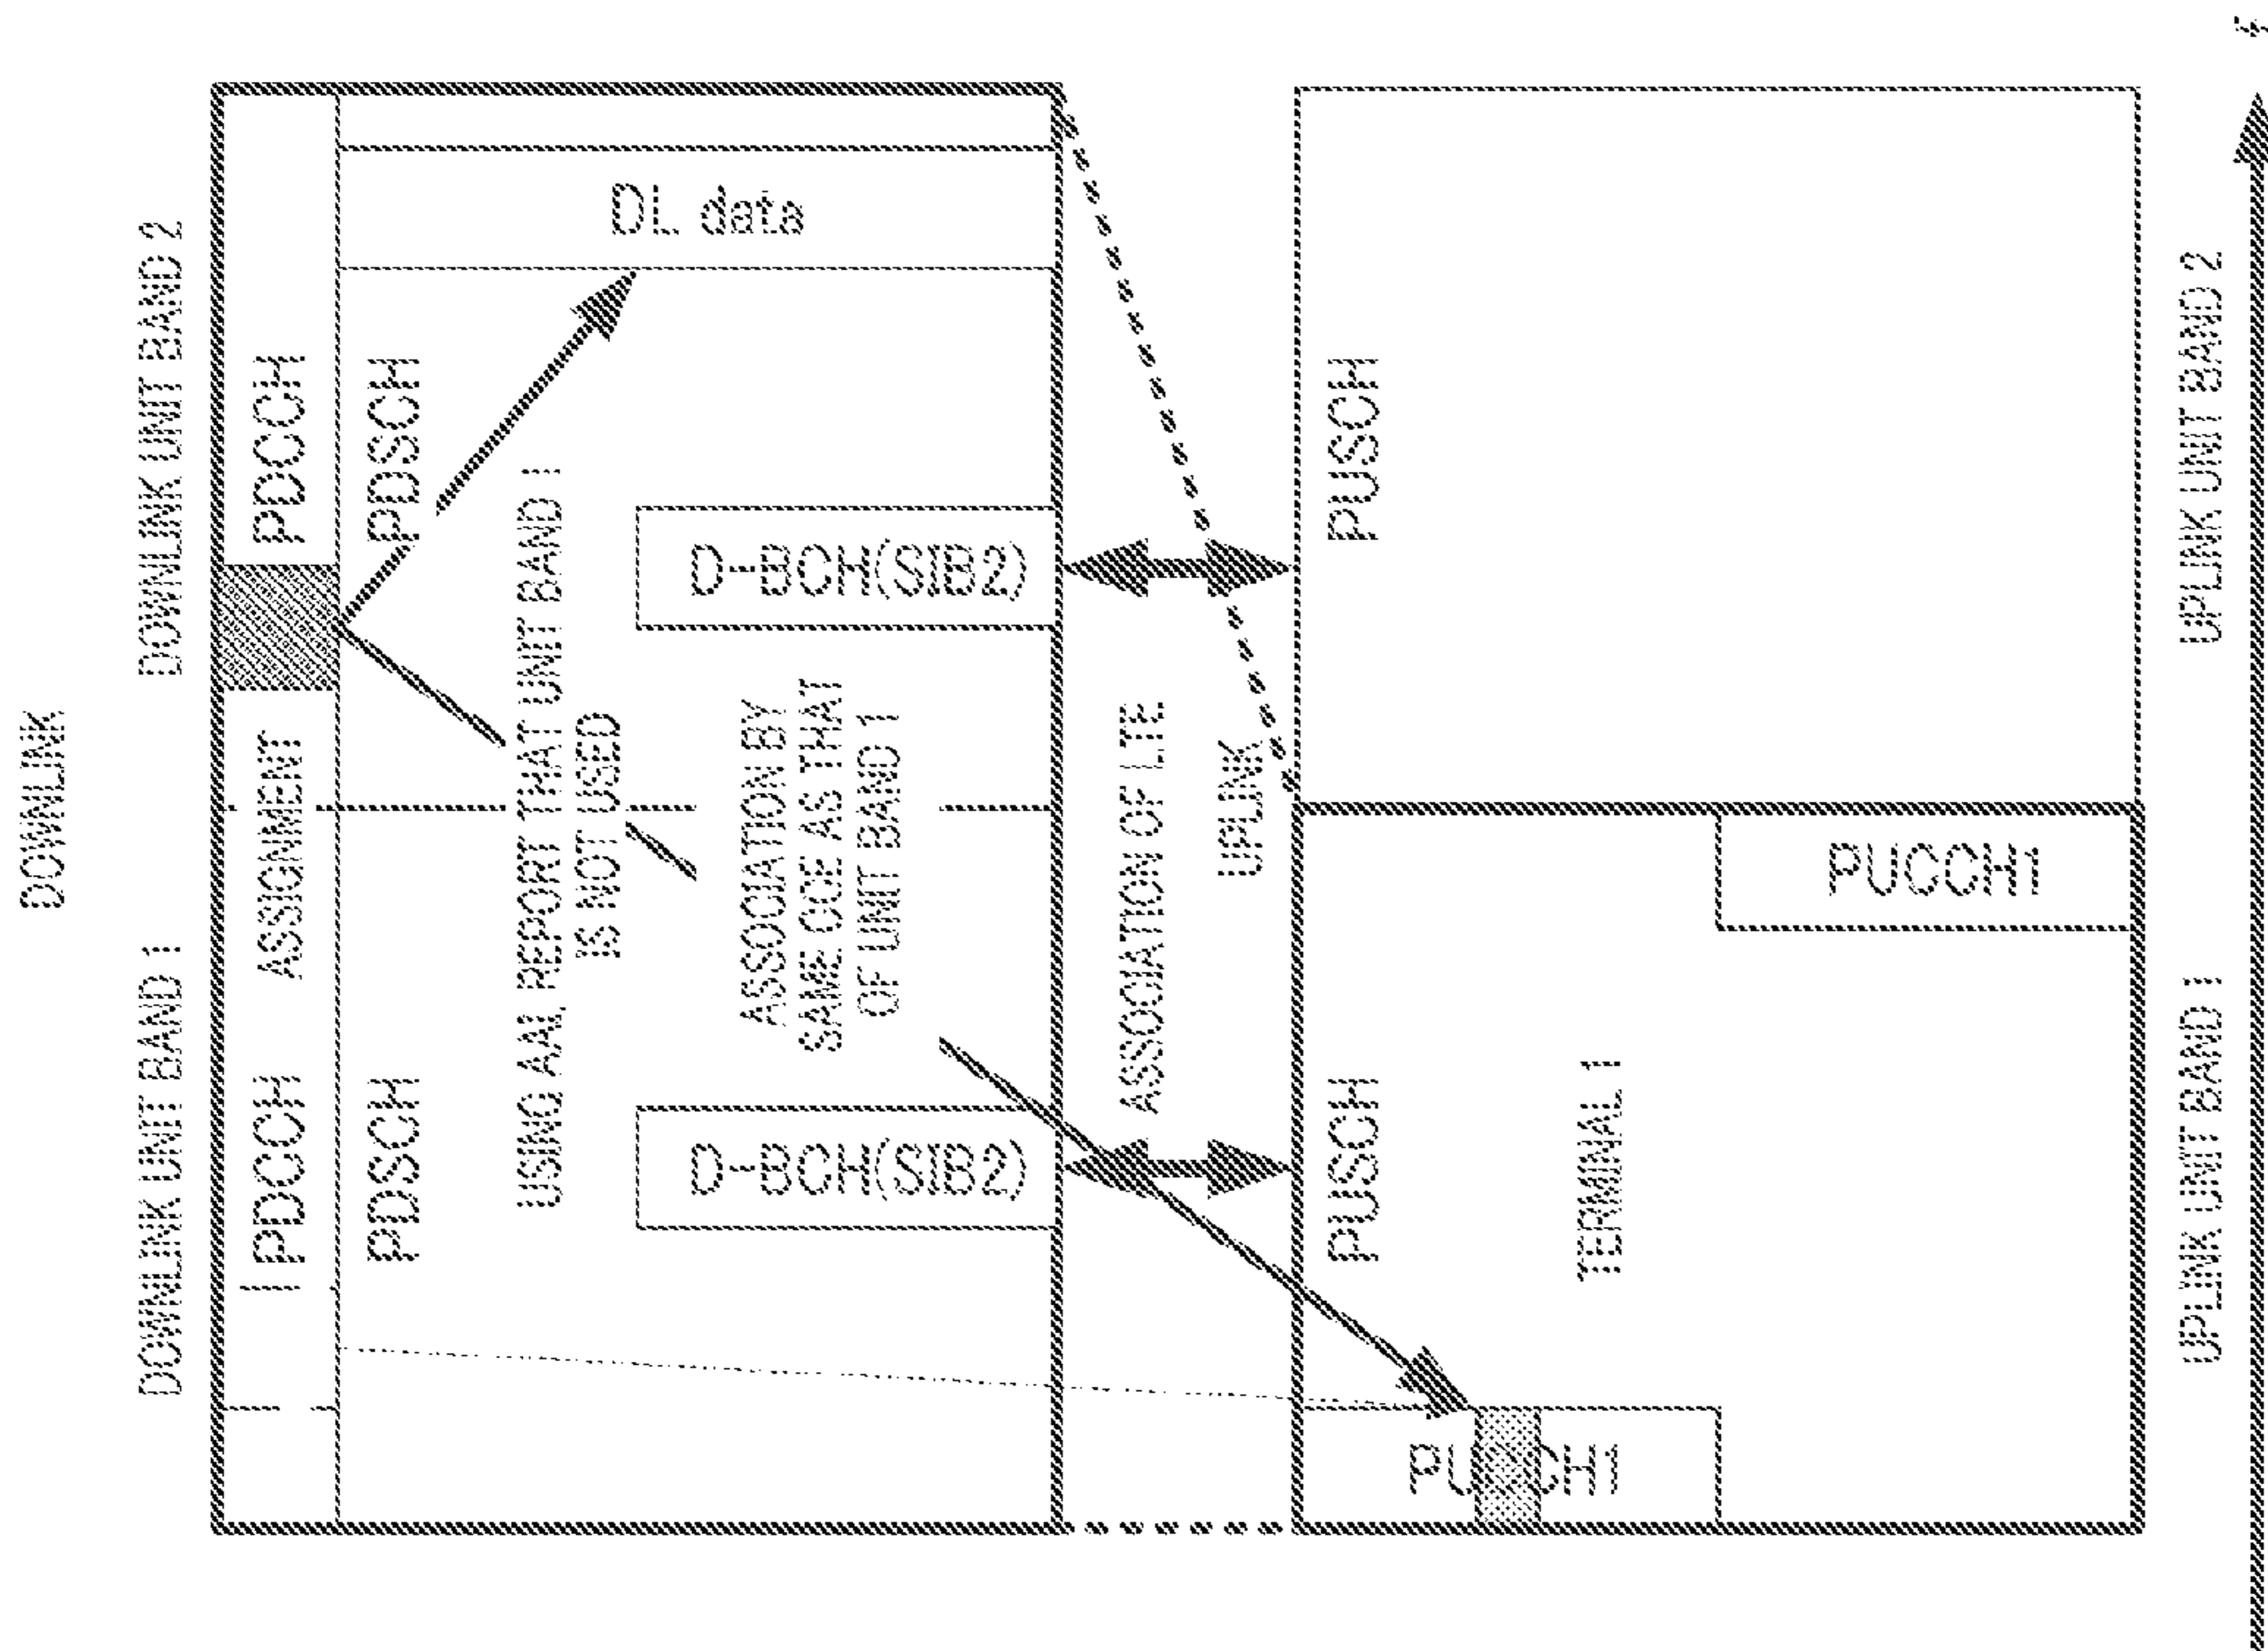 DOWNLINK
DOWNLINK UNIT BAND 1
DOWNLINK UNIT BAND 2
PDCCH
ASSIGNMENT
PDCCH
PDSCH
PDSCH
USING AAI, REPORT THAT UNIT BAND 1
IS NOT USED
DL data
D-BCH(SIB2)
D-BCH(SIB2)
ASSOCIATION BY
SAME CCE AS THAT
OF UNIT BAND 1
ASSOCIATION OF LTE
UPLINK
PUSCH
PUSCH
TERMINAL 1
PUCCH1
PUCCH1
UPLINK UNIT BAND 1
UPLINK UNIT BAND 2
f